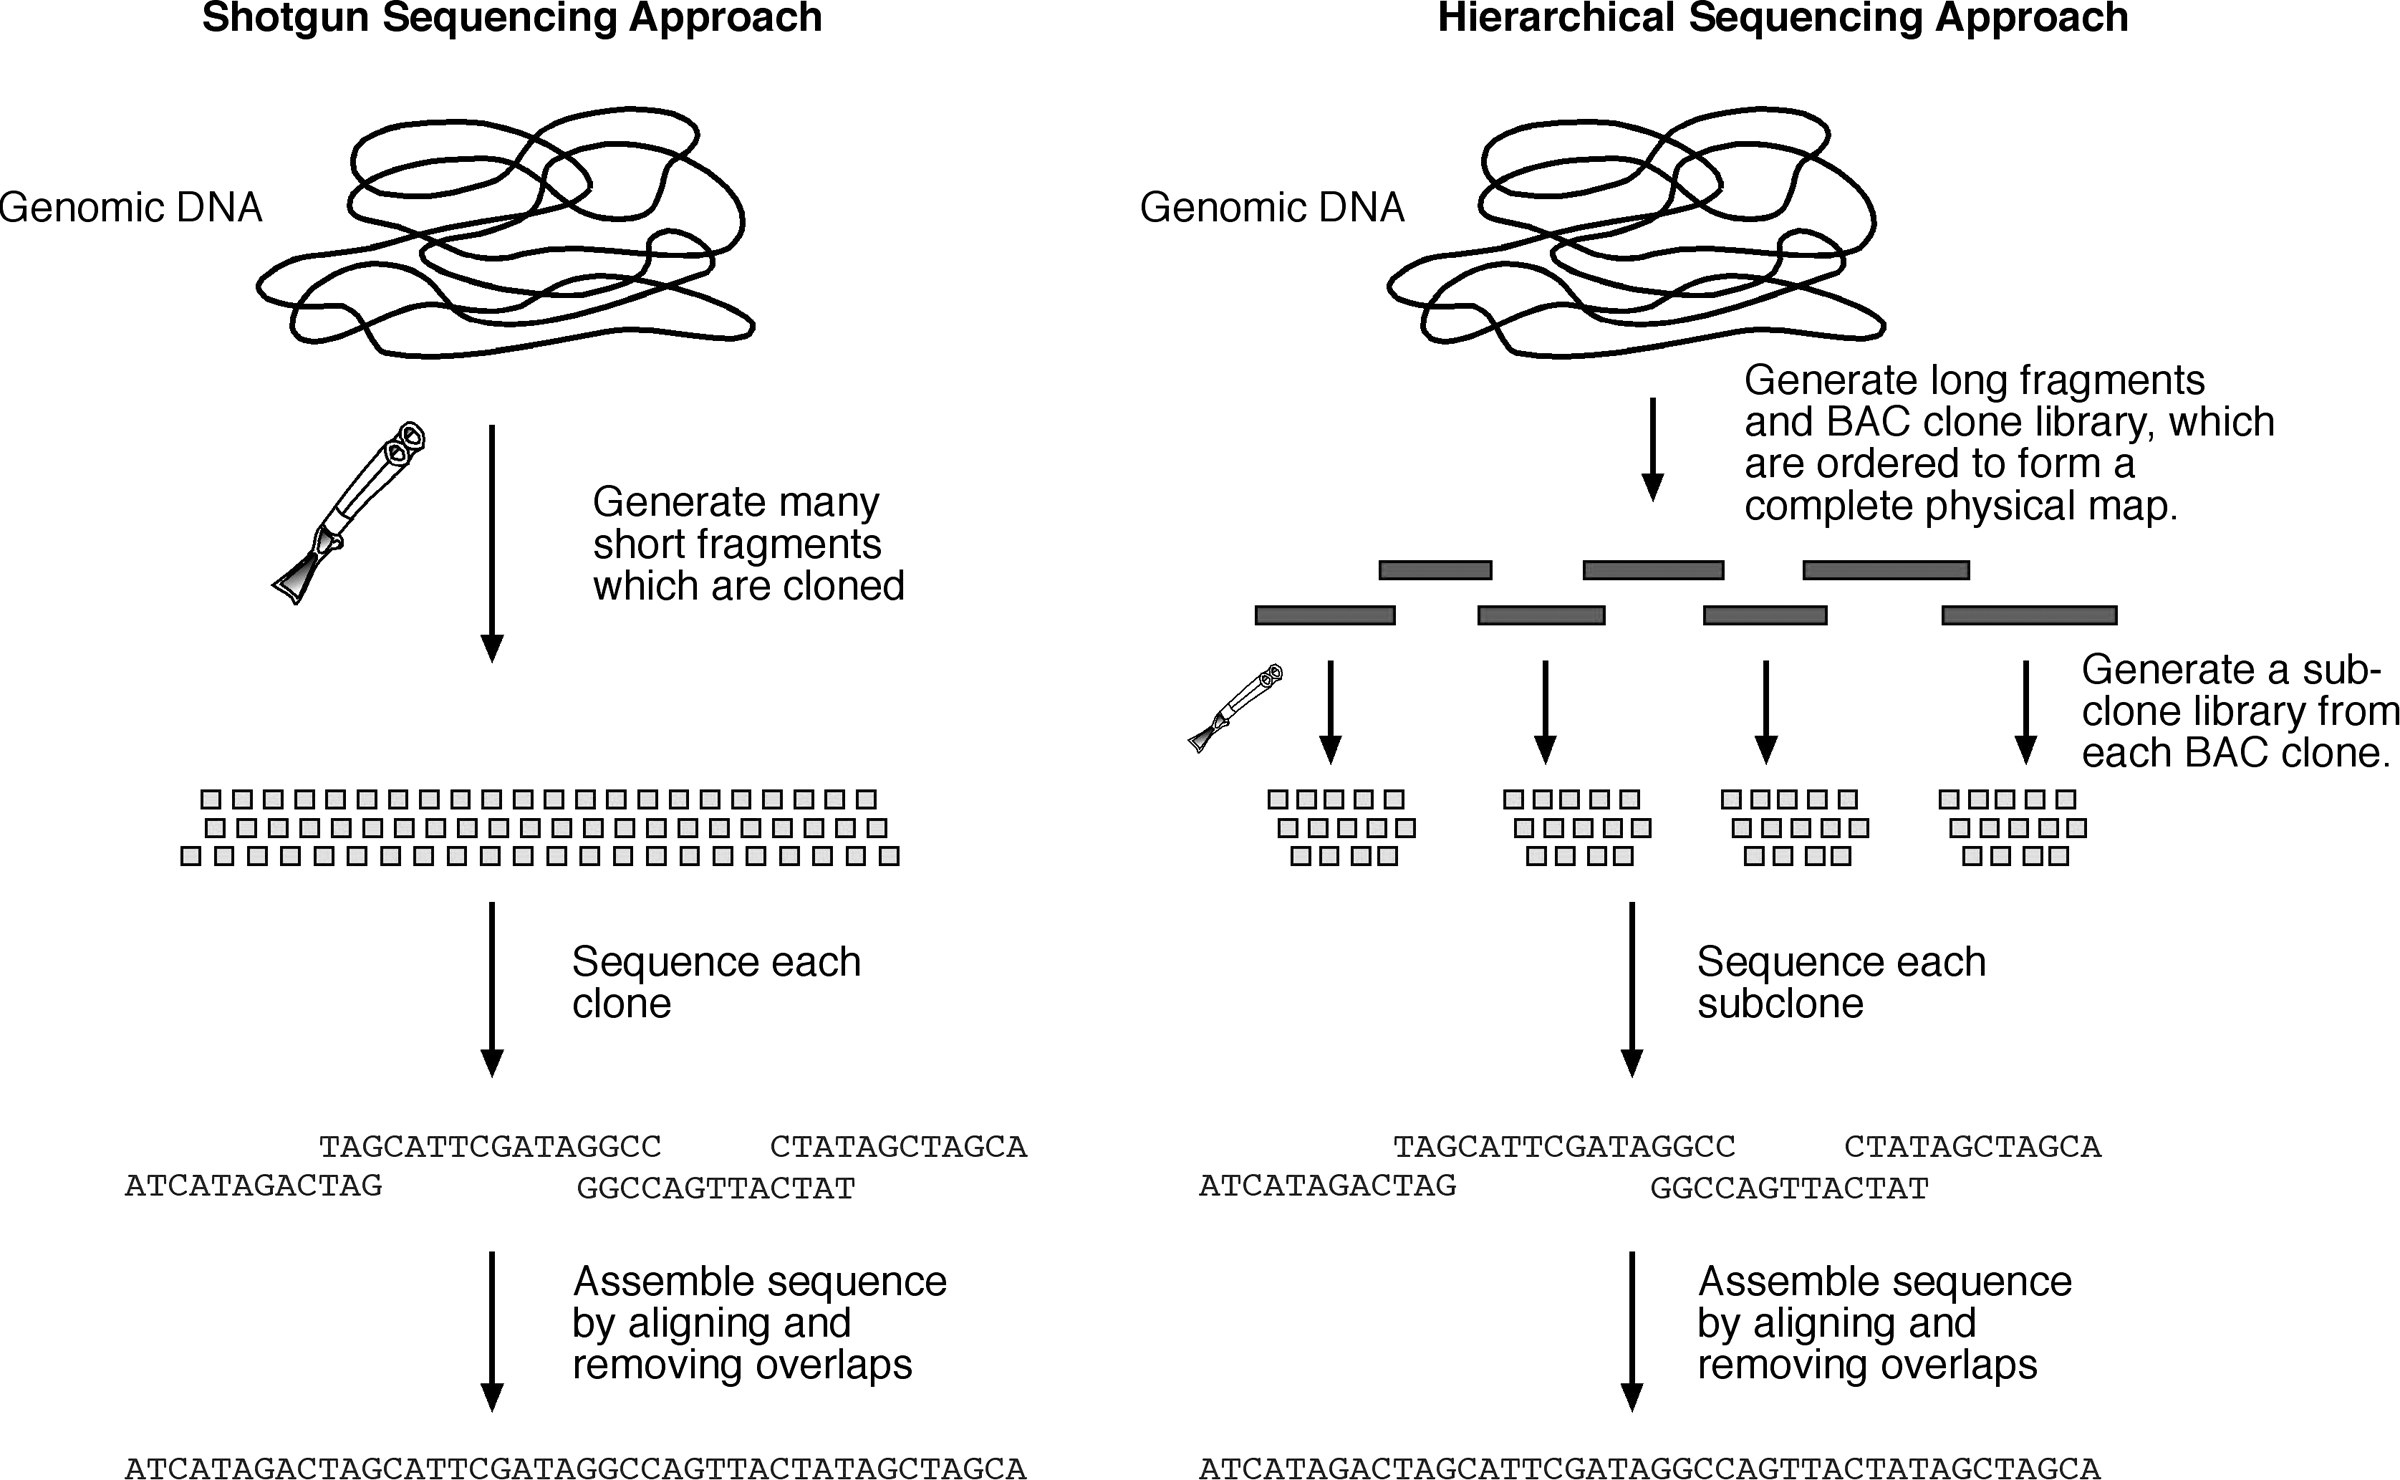 Shotgun Sequencing Approach
Genomic DNA
Generate many
short fragments
which are cloned
Sequence each
clone
TAGCATTCGATAGGCC CTATAGCTAGCA
ATCATAGACTAG GGCCAGTTACTAT
Assemble sequence
by aligning and
removing overlaps
ATCATAGACTAGCATTCGATAGGCCAGTTACTATAGCTAGCA
Hierarchical Sequencing Approach
Genomic DNA
Generate long fragments
and BAC clone library, which
are ordered to form a
complete physical map.
Generate a sub-
clone library from
each BAC clone.
Sequence each
subclone
TAGCATTCGATAGGCC CTATAGCTAGCA
ATCATAGACTAG GGCCAGTTACTAT
Assemble sequence
by aligning and
removing overlaps
ATCATAGACTAGCATTCGATAGGCCAGTTACTATAGCTAGCA